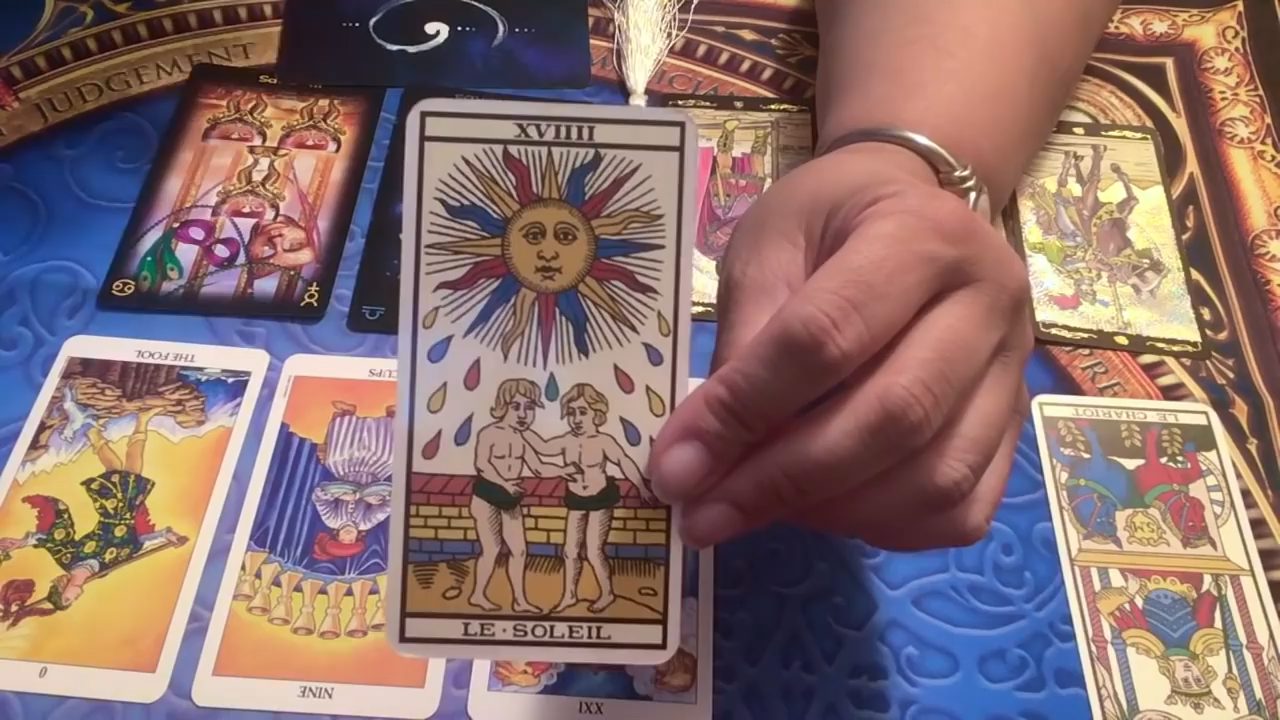 JUDGEMENT
XVIIII
LE·SOLEIL
THE FOOL
0
CUPS
NINE
XXI
LE CHARIOT
S M